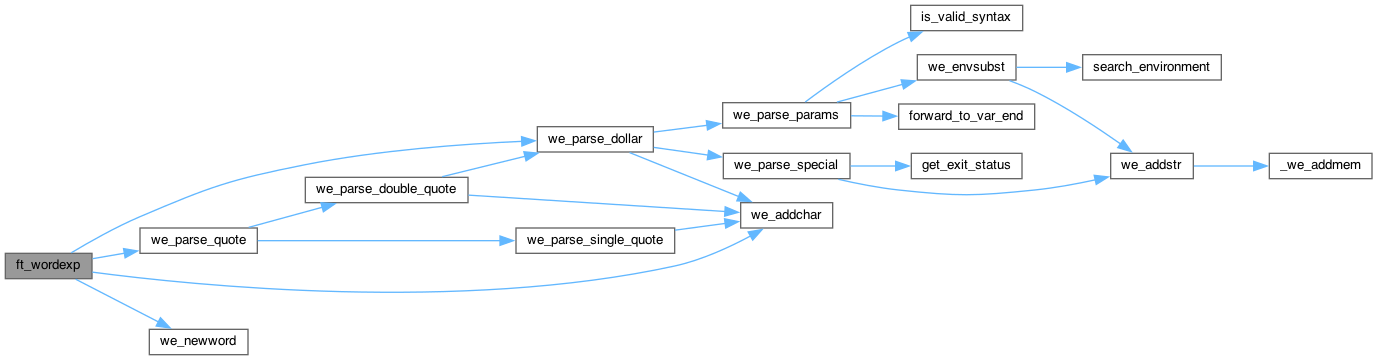 is_valid_syntax
we_envsubst
search_environment
we_parse_params
forward_to_var_end
we_parse_dollar
we_parse_special
get_exit_status
we_addstr
_we_addmem
we_parse_double_quote
we_addchar
we_parse_quote
we_parse_single_quote
ft_wordexp
we_newword